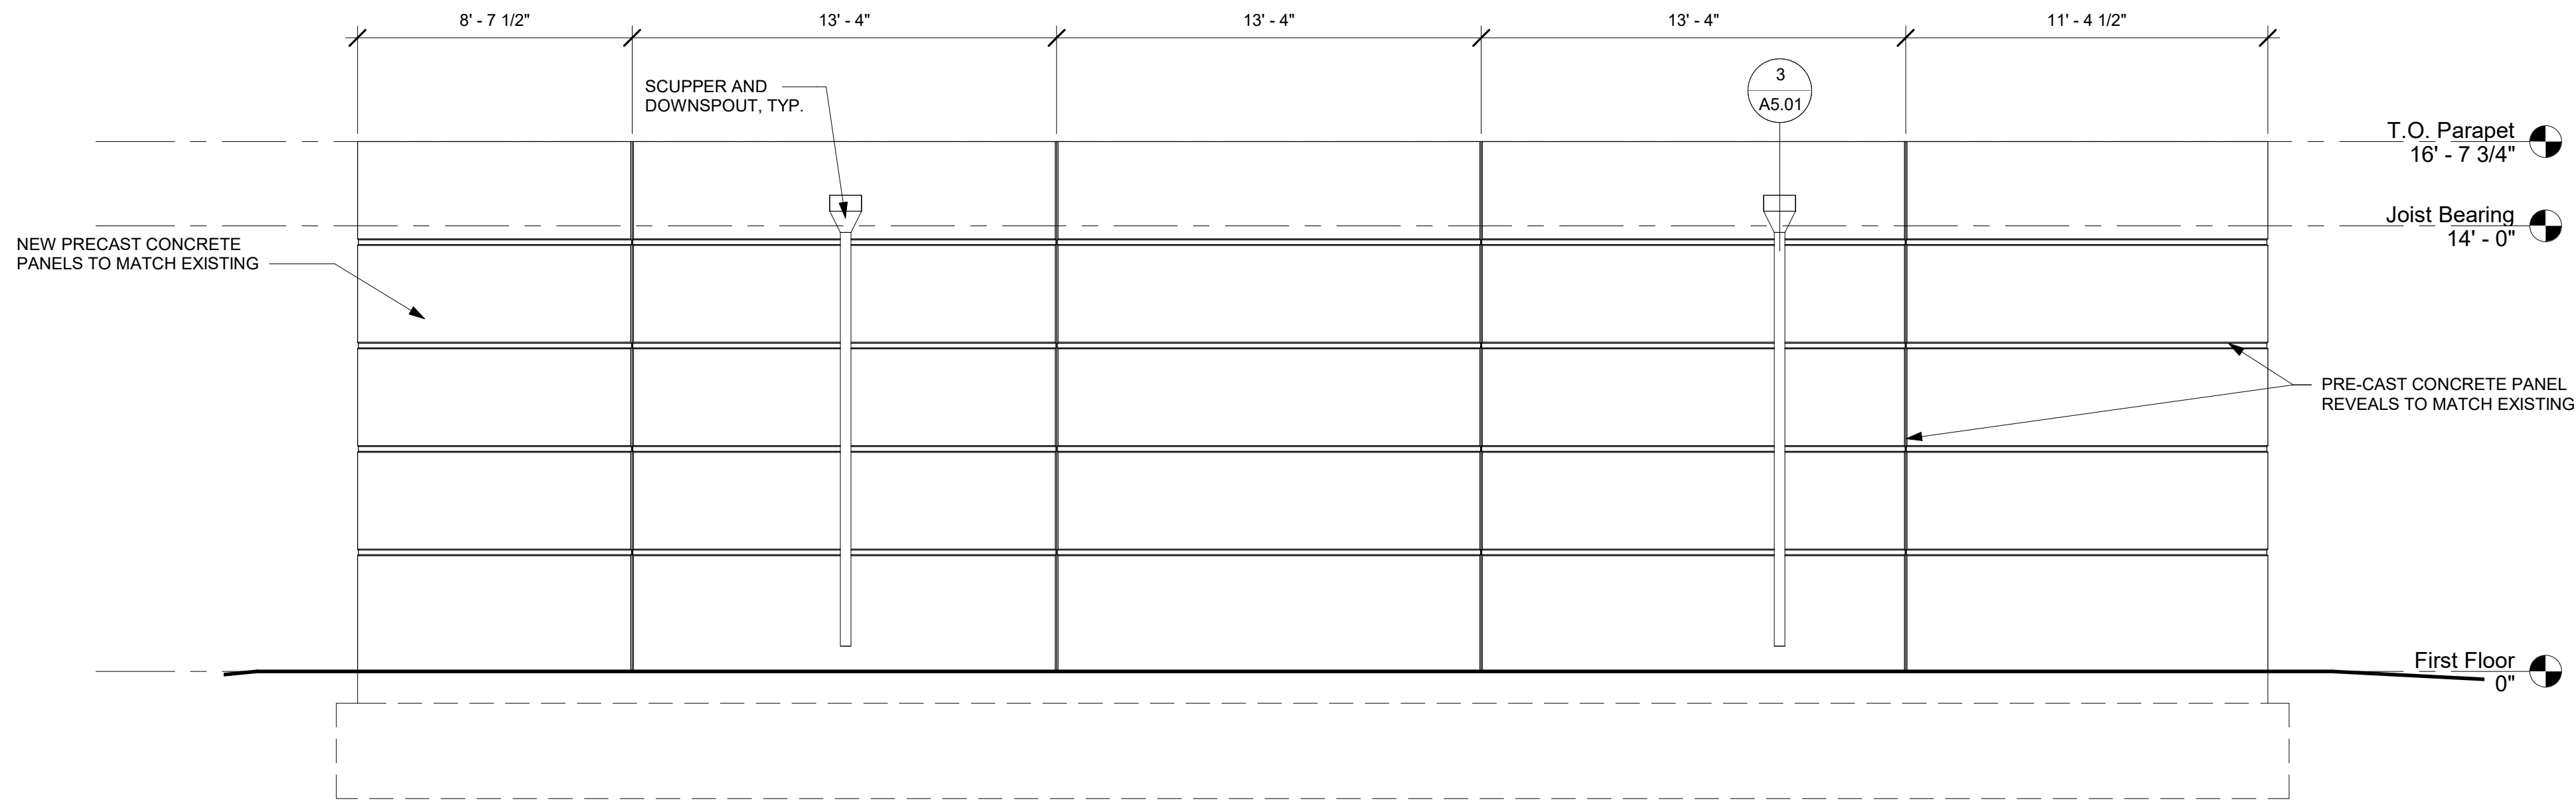 8' - 7 1/2"
13' - 4"
13' - 4"
13' - 4"
11' - 4 1/2"
SCUPPER AND
DOWNSPOUT, TYP.
3
A5.01
T.O. Parapet
16' - 7 3/4"
Joist Bearing
14' - 0"
NEW PRECAST CONCRETE
PANELS TO MATCH EXISTING
PRE-CAST CONCRETE PANEL
REVEALS TO MATCH EXISTING
First Floor
0"